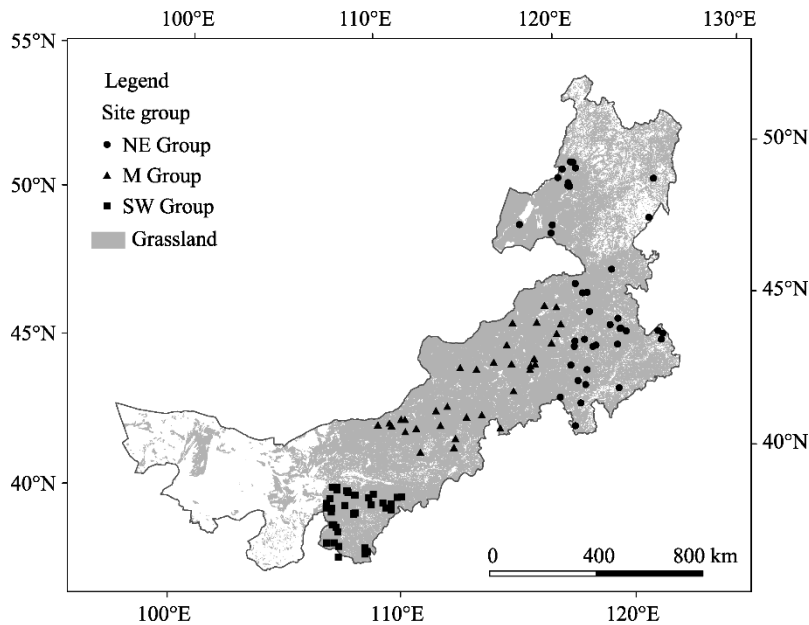 100°E 110°E 120°E 130°E
55°N
Legend
Site group
NE Group
M Group
SW Group
Grassland
50°N
50°N
45°N
45°N
40°N
40°N
0 400 800 km
100°E 110°E 120°E